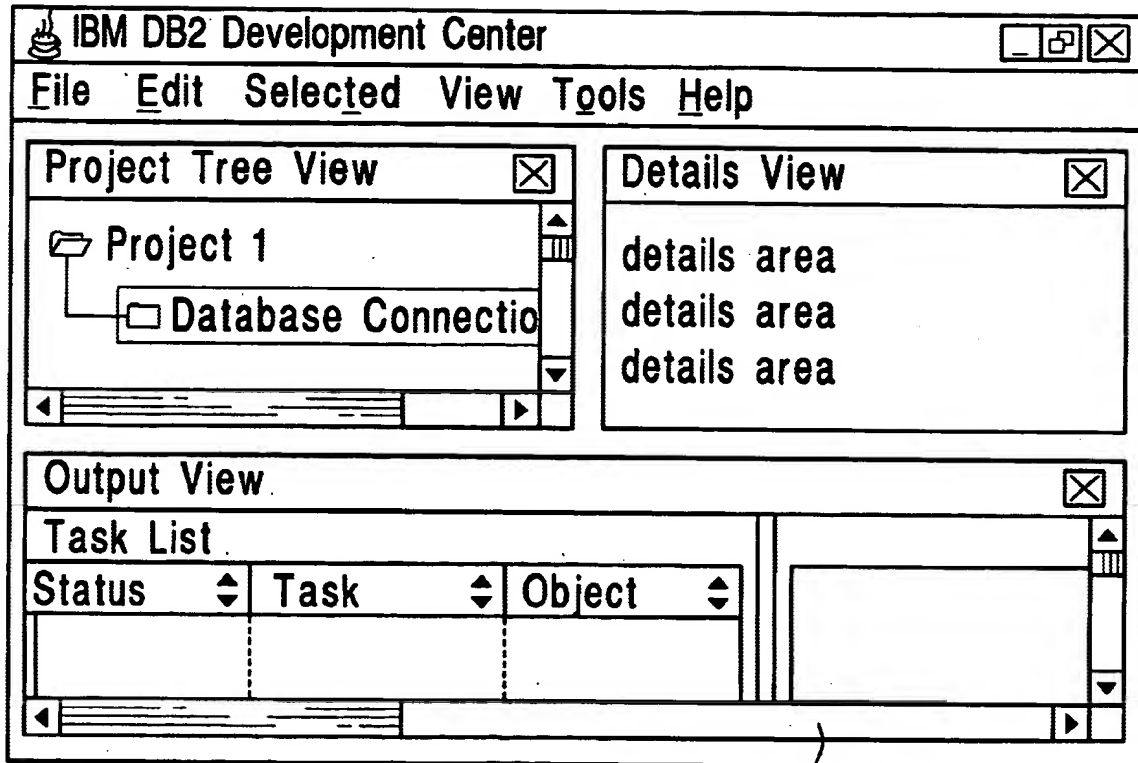 IBM DB2 Development Center
File Edit Selected View Tools Help
Project Tree View
Project 1
Database Connectio
Details View
details area
details area
details area
Output View
Task List
Status Task Object